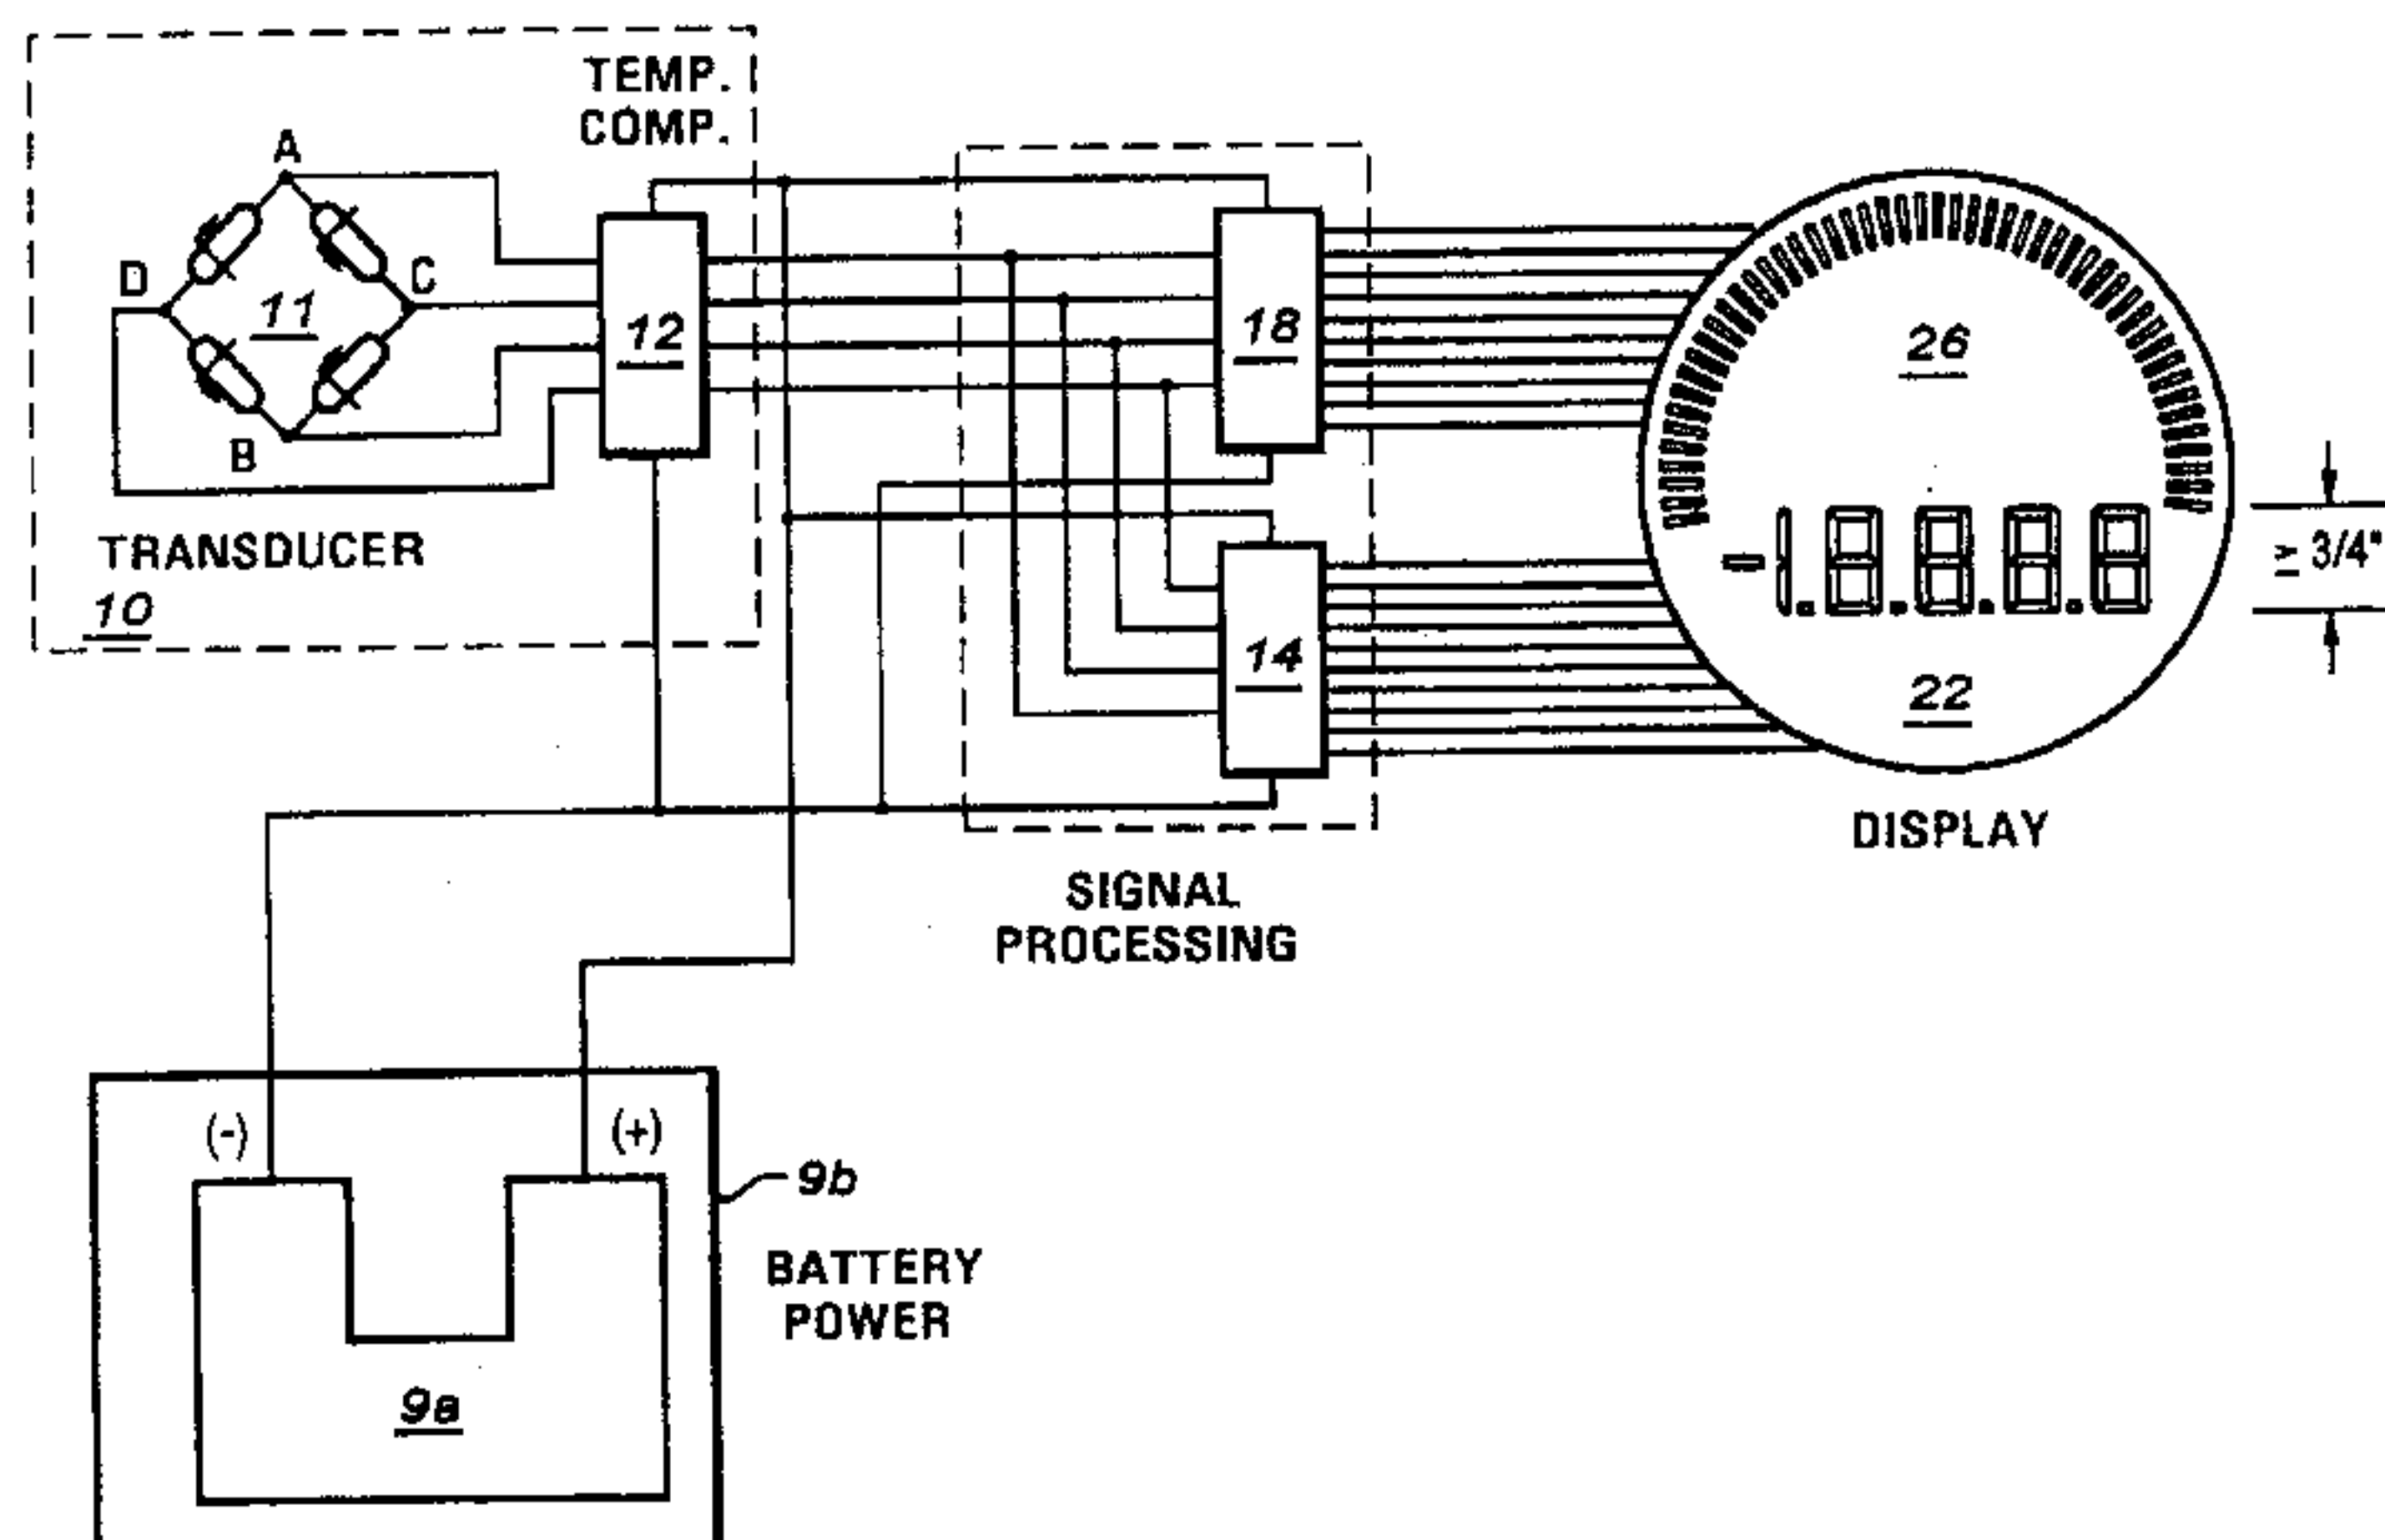 TEMP.
COMP.
A
D
C
11
B
12
TRANSDUCER
10
18
14
26
-1.8.8.8.8
≥ 3/4"
22
DISPLAY
SIGNAL
PROCESSING
(-)
(+)
9b
BATTERY
POWER
9a